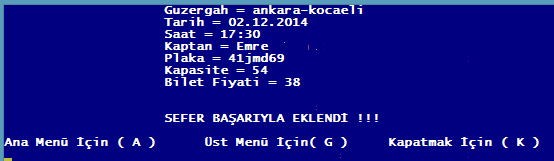 Guzergah = ankara-kocaeli
Tarih = 02.12.2014
Saat = 17:30
Kaptan = Emre
Plaka = 41jmd69
Kapasite = 54
Bilet Fiyati = 38
SEFER BAŞARIYLA EKLENDİ !!!
Ana Menü İçin ( A ) Üst Menü İçin( G ) Kapatmak İçin ( K )